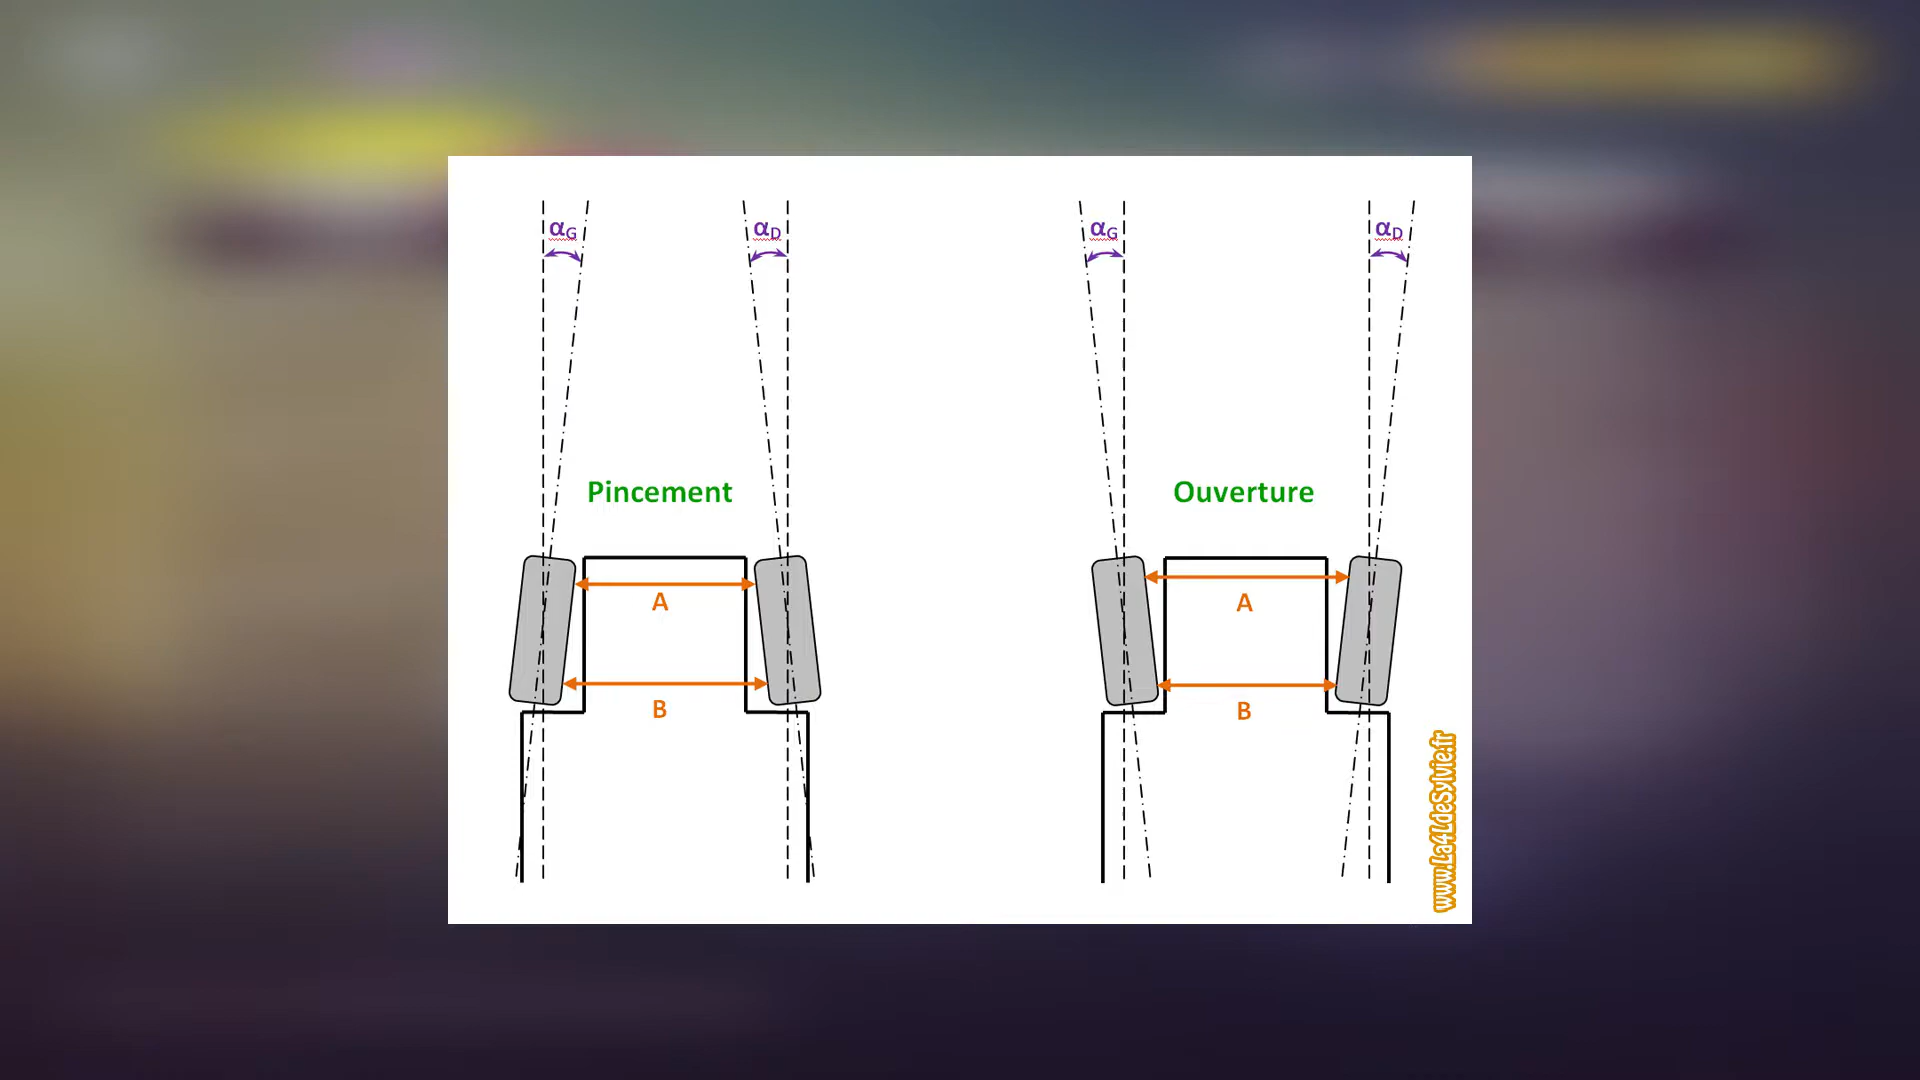 αG
αD
αG
αD
Pincement
Ouverture
A
A
B
B
www.La4LdeSylvie.fr